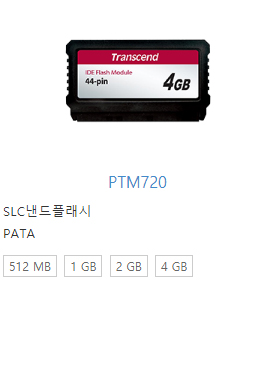 Transcend
IDE Flash Module
44-pin
4GB
PTM720
SLC낸드플래시
PATA
512 MB
1 GB
2 GB
4 GB